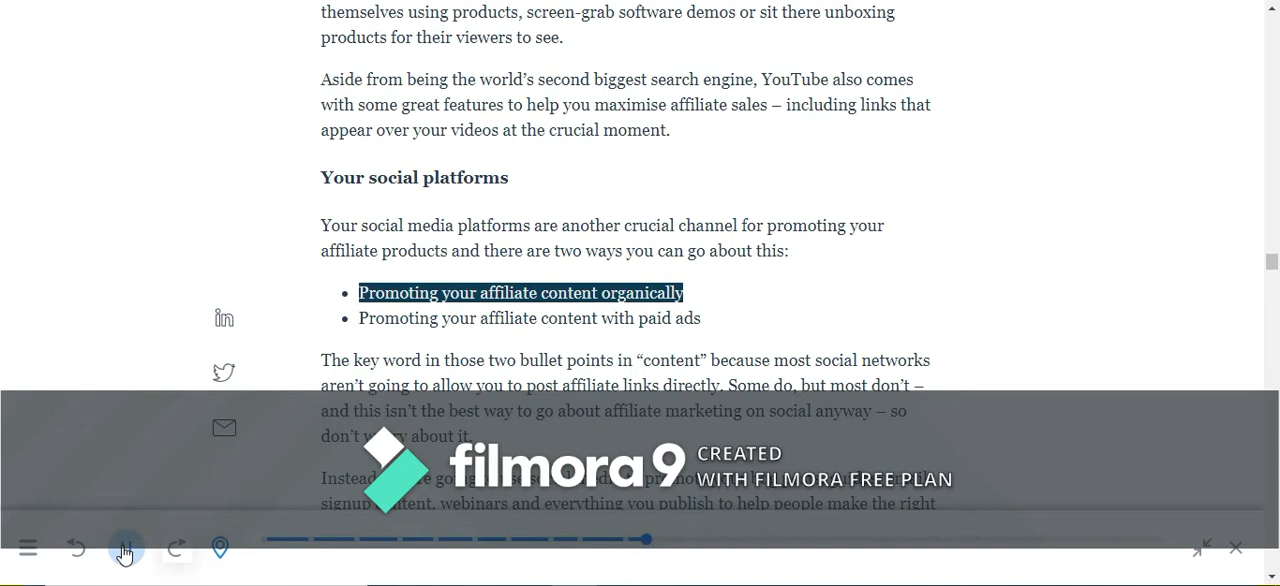 themselves using products, screen-grab software demos or sit there unboxing
products for their viewers to see.
Aside from being the world’s second biggest search engine, YouTube also comes
with some great features to help you maximise affiliate sales – including links that
appear over your videos at the crucial moment.
Your social platforms
Your social media platforms are another crucial channel for promoting your
affiliate products and there are two ways you can go about this:
• Promoting your affiliate content organically
• Promoting your affiliate content with paid ads
The key word in those two bullet points in “content” because most social networks
aren’t going to allow you to post affiliate links directly. Some do, but most don’t –
and this isn’t the best way to go about affiliate marketing on social anyway – so
don’t about it.
Instead
signup content, webinars and everything you publish to help people make the right
filmora9 CREATED
WITH FILMORA FREE PLAN